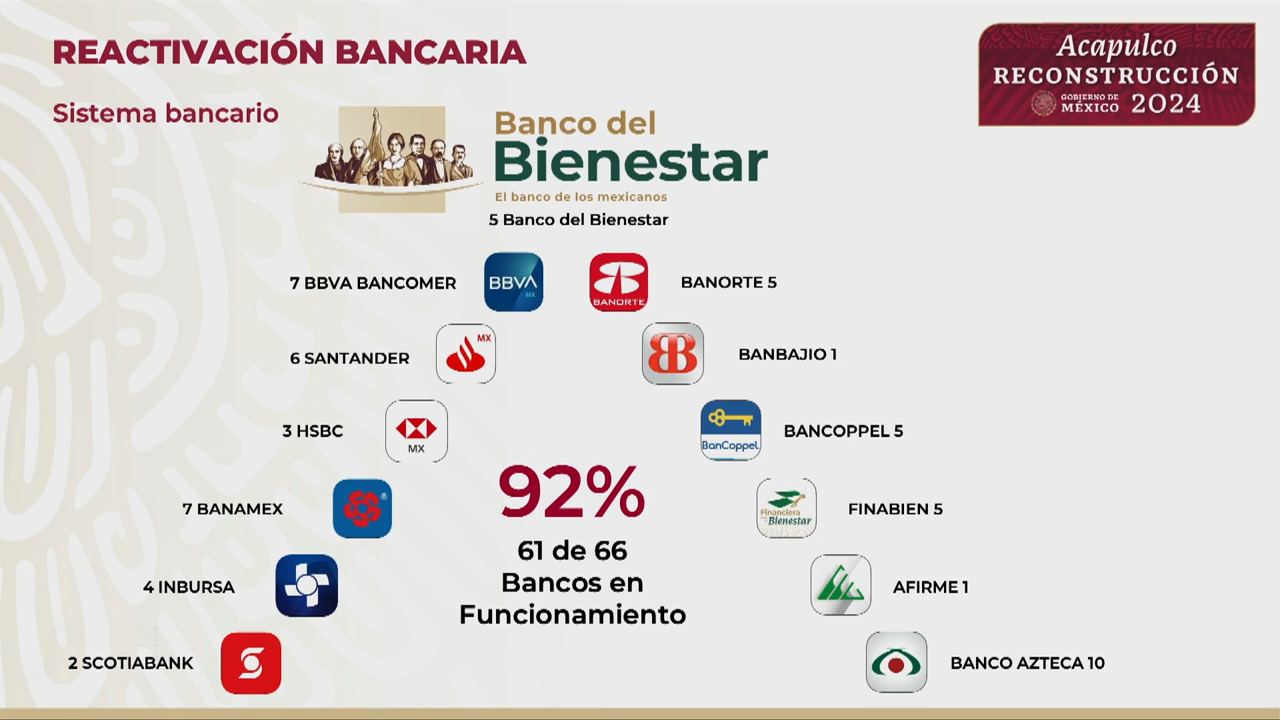 REACTIVACIÓN BANCARIA
Acapulco
RECONSTRUCCIÓN
GOBIERNO DE
MÉXICO 2024
Sistema bancario
Banco del
Bienestar
El banco de los mexicanos
5 Banco del Bienestar
7 BBVA BANCOMER
BBVA
MX
BANORTE
BANORTE 5
6 SANTANDER
MX
BANBAJIO 1
3 HSBC
MX
BanCoppel
BANCOPPEL 5
92%
61 de 66
Bancos en
Funcionamiento
7 BANAMEX
®
Financiera
Bienestar
FINABIEN 5
4 INBURSA
AFIRME 1
2 SCOTIABANK
S
BANCO AZTECA 10